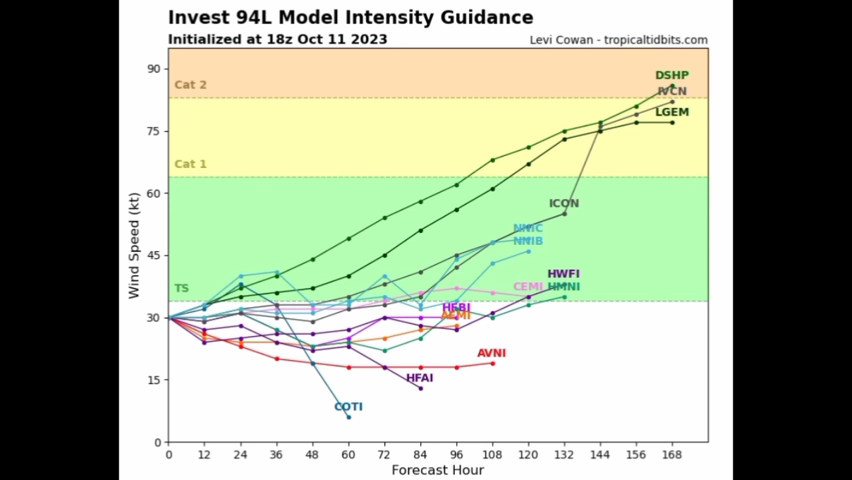 Invest 94L Model Intensity Guidance
Initialized at 18z Oct 11 2023
Levi Cowan - tropicaltidbits.com
90
75
60
45
30
15
0
Wind Speed (kt)
Cat 2
Cat 1
TS
DSHP
IVCN
LGEM
ICON
NNIB
HWFI
CEMI
HMNI
HFBI
AEMI
AVNI
HFAI
COTI
0 12 24 36 48 60 72 84 96 108 120 132 144 156 168
Forecast Hour